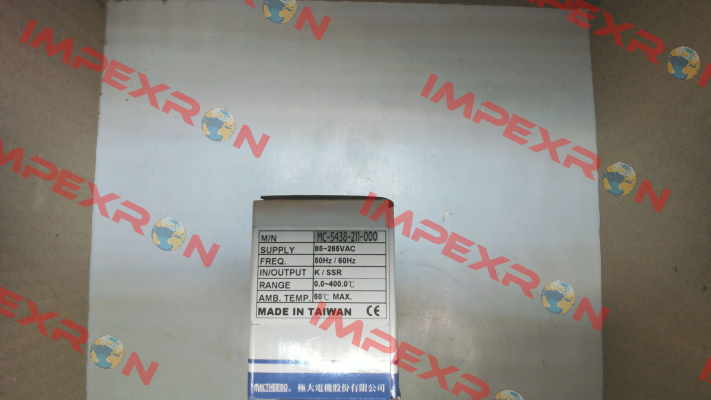 M/N MC-5438-211-000
SUPPLY 85~265VAC
FREQ. 50Hz / 60Hz
IN/OUTPUT K / SSR
RANGE 0.0~400.0℃
AMB. TEMP. 50℃ MAX.
MADE IN TAIWAN CE
MAXTHERMO 極大電機股份有限公司
IMPEXRON
IMPEXRON
IMPEXRON
IMPEXRON
IMPEXRON
IMPEXRON